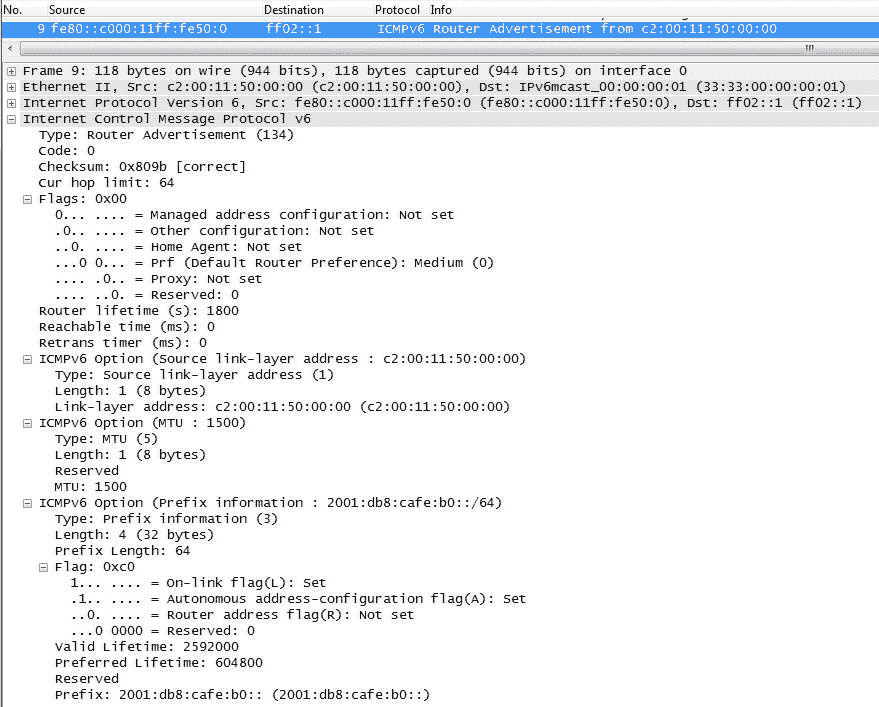 No. Source Destination Protocol Info
9 fe80::c000:11ff:fe50:0 ff02::1 ICMPv6 Router Advertisement from c2:00:11:50:00:00
Frame 9: 118 bytes on wire (944 bits), 118 bytes captured (944 bits) on interface 0
Ethernet II, Src: c2:00:11:50:00:00 (c2:00:11:50:00:00), Dst: IPv6mcast_00:00:00:01 (33:33:00:00:00:01)
Internet Protocol Version 6, Src: fe80::c000:11ff:fe50:0 (fe80::c000:11ff:fe50:0), Dst: ff02::1 (ff02::1)
Internet Control Message Protocol v6
Type: Router Advertisement (134)
Code: 0
Checksum: 0x809b [correct]
Cur hop limit: 64
Flags: 0x00
0... .... = Managed address configuration: Not set
.0.. .... = Other configuration: Not set
..0. .... = Home Agent: Not set
...0 0... = Prf (Default Router Preference): Medium (0)
.... .0.. = Proxy: Not set
.... ..0. = Reserved: 0
Router lifetime (s): 1800
Reachable time (ms): 0
Retrans timer (ms): 0
ICMPv6 Option (Source link-layer address : c2:00:11:50:00:00)
Type: Source link-layer address (1)
Length: 1 (8 bytes)
Link-layer address: c2:00:11:50:00:00 (c2:00:11:50:00:00)
ICMPv6 Option (MTU : 1500)
Type: MTU (5)
Length: 1 (8 bytes)
Reserved
MTU: 1500
ICMPv6 Option (Prefix information : 2001:db8:cafe:b0::/64)
Type: Prefix information (3)
Length: 4 (32 bytes)
Prefix Length: 64
Flag: 0xc0
1... .... = On-link flag(L): Set
.1.. .... = Autonomous address-configuration flag(A): Set
..0. .... = Router address flag(R): Not set
...0 0000 = Reserved: 0
Valid Lifetime: 2592000
Preferred Lifetime: 604800
Reserved
Prefix: 2001:db8:cafe:b0:: (2001:db8:cafe:b0::)